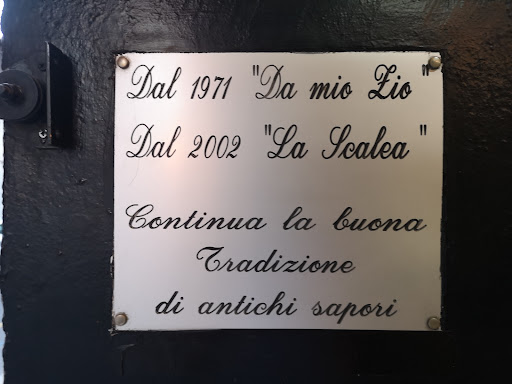 Dal 1971 "Da mio Zio"
Dal 2002 "La Scalea"
Continua la buona
Tradizione
di antichi sapori